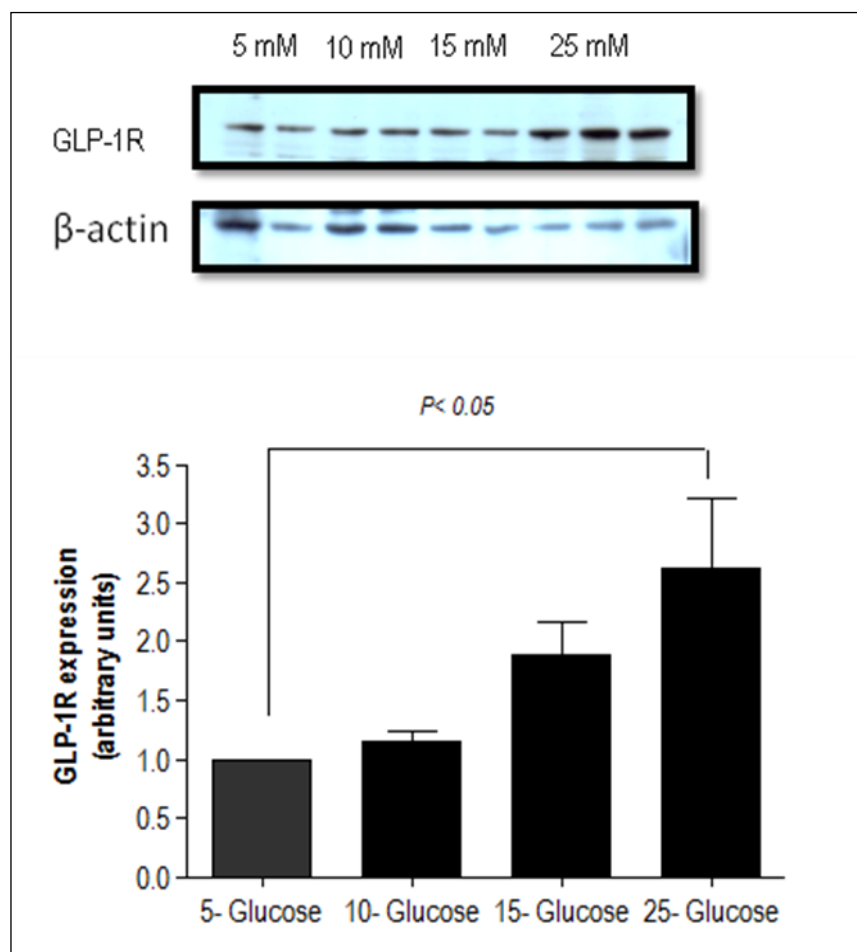 5 mM 10 mM 15 mM 25 mM
GLP-1R
β-actin
P< 0.05
GLP-1R expression
(arbitrary units)
3.5
3.0
2.5
2.0
1.5
1.0
0.5
0.0
5- Glucose 10- Glucose 15- Glucose 25- Glucose